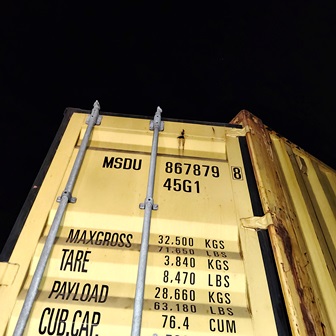 MSDU 867879 8
45G1
MAXGROSS 32.500 KGS
71.650 LBS
TARE 3,840 KGS
8,470 LBS
PAYLOAD 28.660 KGS
63.180 LBS
CUB.CAP. 76.4 CUM